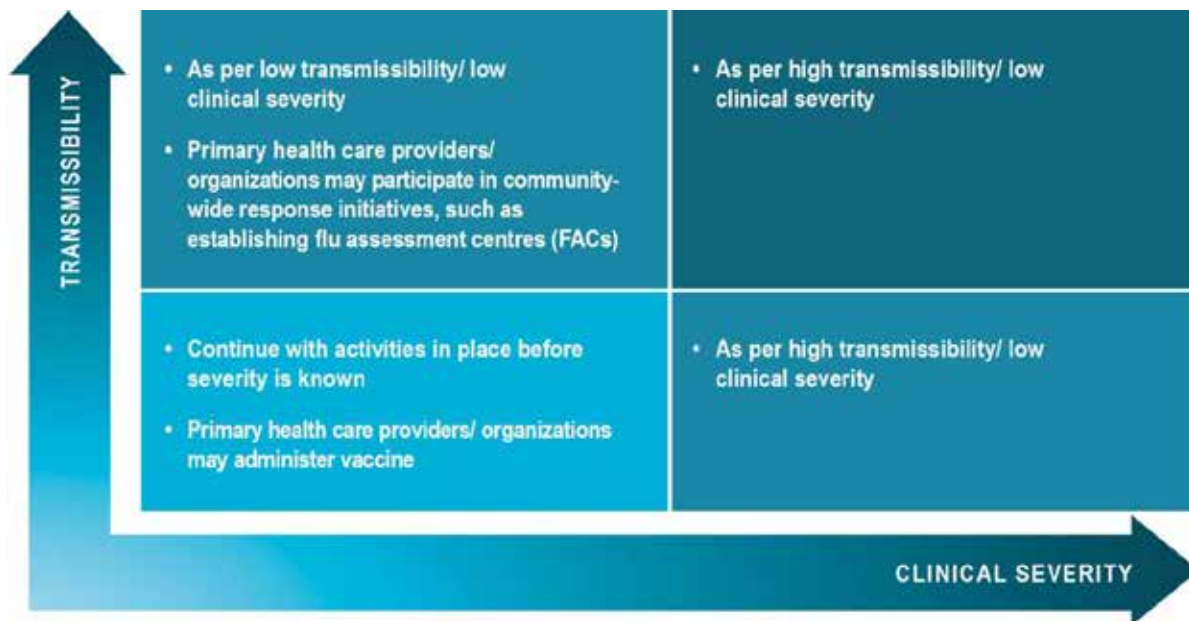 TRANSMISSIBILITY
• As per low transmissibility/ low
clinical severity
• Primary health care providers/
organizations may participate in community-
wide response initiatives, such as
establishing flu assessment centres (FACs)
• As per high transmissibility/ low
clinical severity
• Continue with activities in place before
severity is known
• Primary health care providers/ organizations
may administer vaccine
• As per high transmissibility/ low
clinical severity
CLINICAL SEVERITY